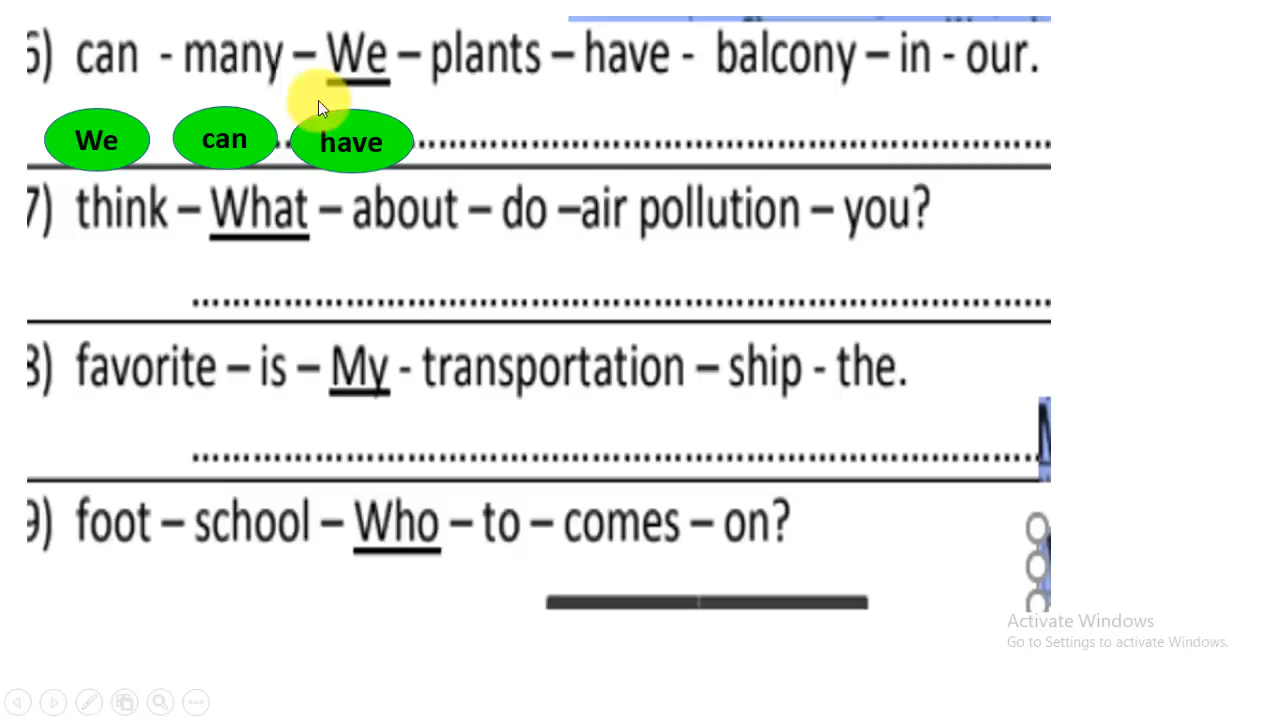 6) can - many – We – plants – have - balcony – in - our.
We can have ........................................................
7) think – What – about – do –air pollution – you?
................................................................................
8) favorite – is – My - transportation – ship - the.
................................................................................
9) foot – school – Who – to – comes – on?
Activate Windows
Go to Settings to activate Windows.